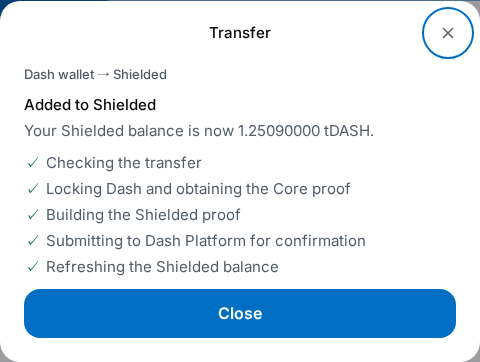 Transfer
Dash wallet → Shielded
Added to Shielded
Your Shielded balance is now 1.25090000 tDASH.
✓ Checking the transfer
✓ Locking Dash and obtaining the Core proof
✓ Building the Shielded proof
✓ Submitting to Dash Platform for confirmation
✓ Refreshing the Shielded balance
Close